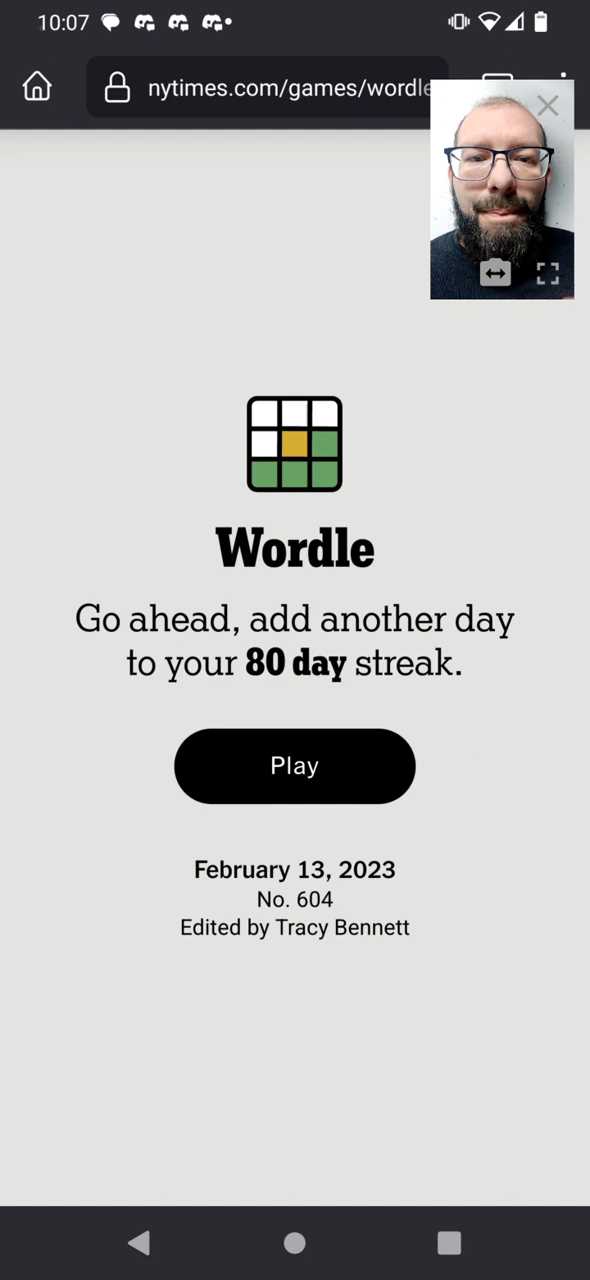 10:07
nytimes.com/games/wordle
Wordle
Go ahead, add another day
to your 80 day streak.
Play
February 13, 2023
No. 604
Edited by Tracy Bennett